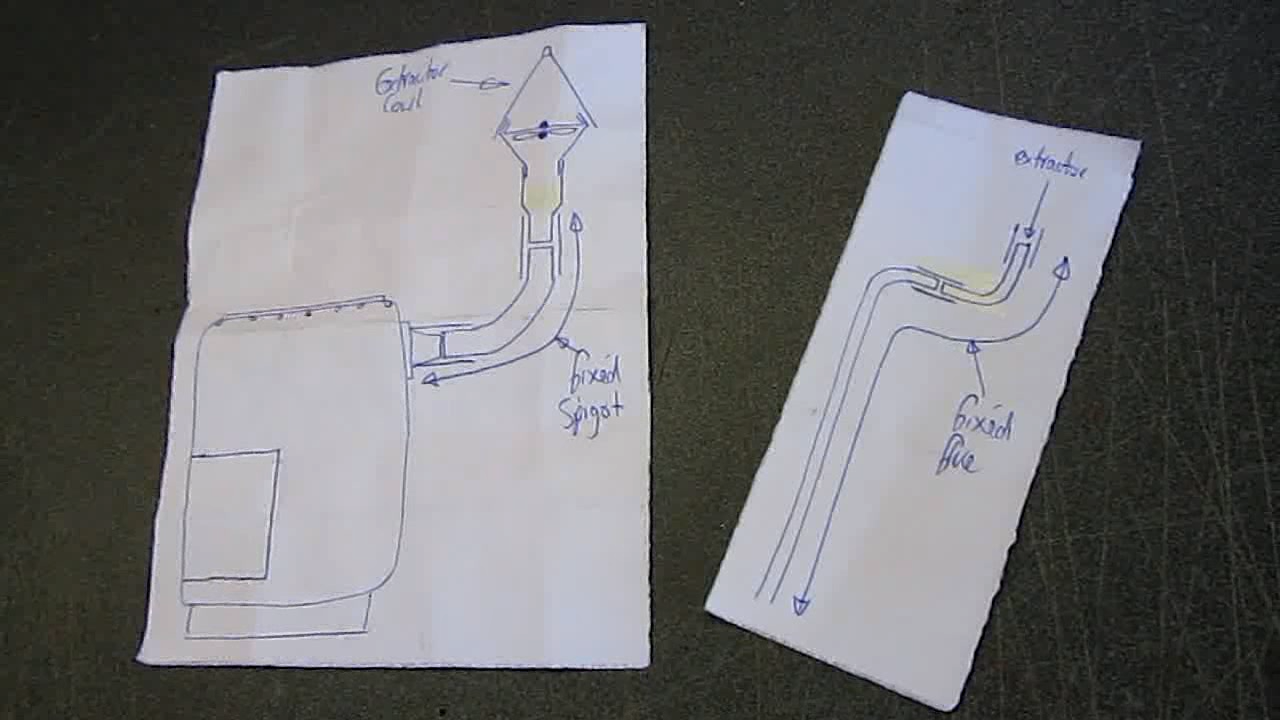 Extractor
Cowl
fixed
Spigot
extractor
fixed
flue